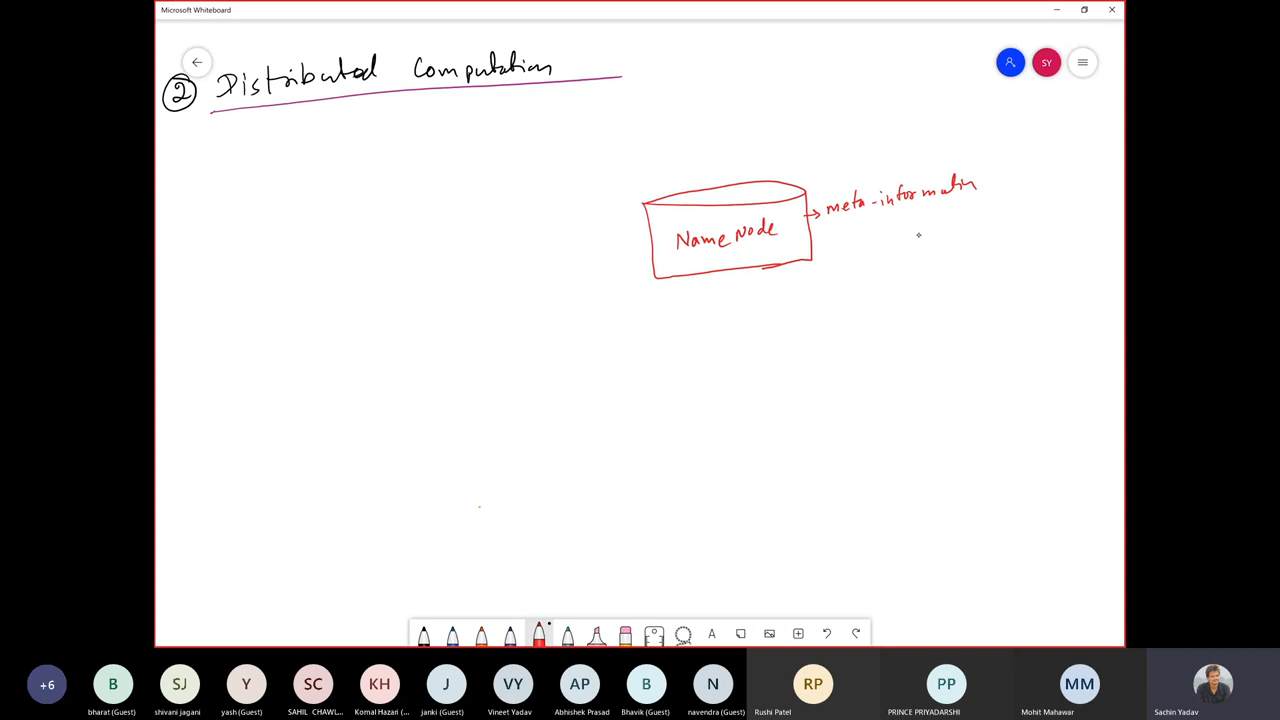 Microsoft Whiteboard
SY
② Distributed Computation
NameNode
→ meta-information
A
+6
B
SJ
Y
SC
KH
J
VY
AP
B
N
RP
PP
MM
bharat (Guest)
shivani jagani
yash (Guest)
SAHIL CHAWL...
Komal Hazari (...
janki (Guest)
Vineet Yadav
Abhishek Prasad
Bhavik (Guest)
navendra (Guest)
Rushi Patel
PRINCE PRIYADARSHI
Mohit Mahawar
Sachin Yadav